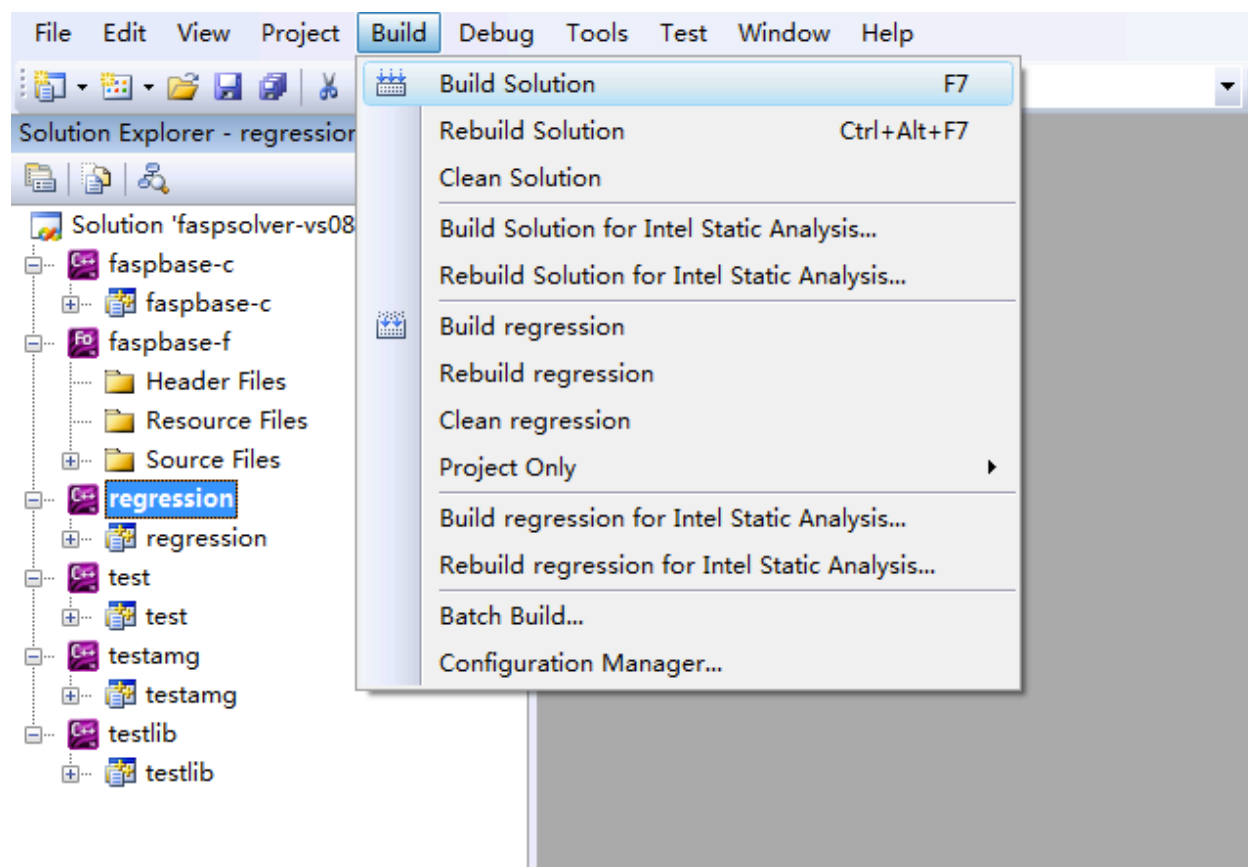 File Edit View Project Build Debug Tools Test Window Help
Build Solution F7
Solution Explorer - regression
Rebuild Solution Ctrl+Alt+F7
Clean Solution
Solution 'faspsolver-vs08
Build Solution for Intel Static Analysis...
faspbase-c
Rebuild Solution for Intel Static Analysis...
faspbase-c
Build regression
faspbase-f
Rebuild regression
Header Files
Clean regression
Resource Files
Source Files
Project Only
regression
Build regression for Intel Static Analysis...
regression
Rebuild regression for Intel Static Analysis...
test
Batch Build...
test
testamg
Configuration Manager...
testamg
testlib
testlib